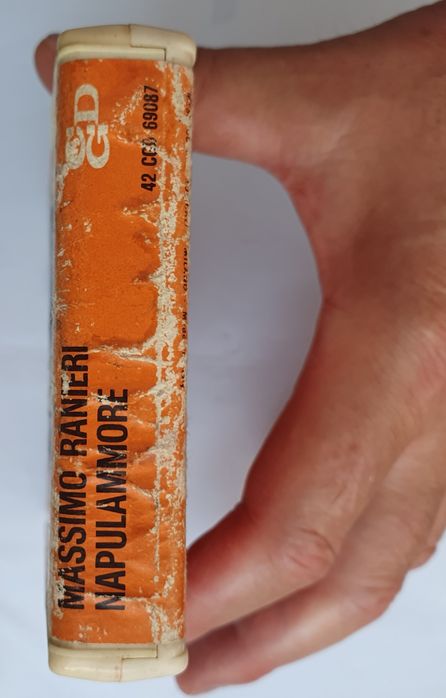 MASSIMO RANIERI
NAPULAMMORE
CGD
42 CGD 69087